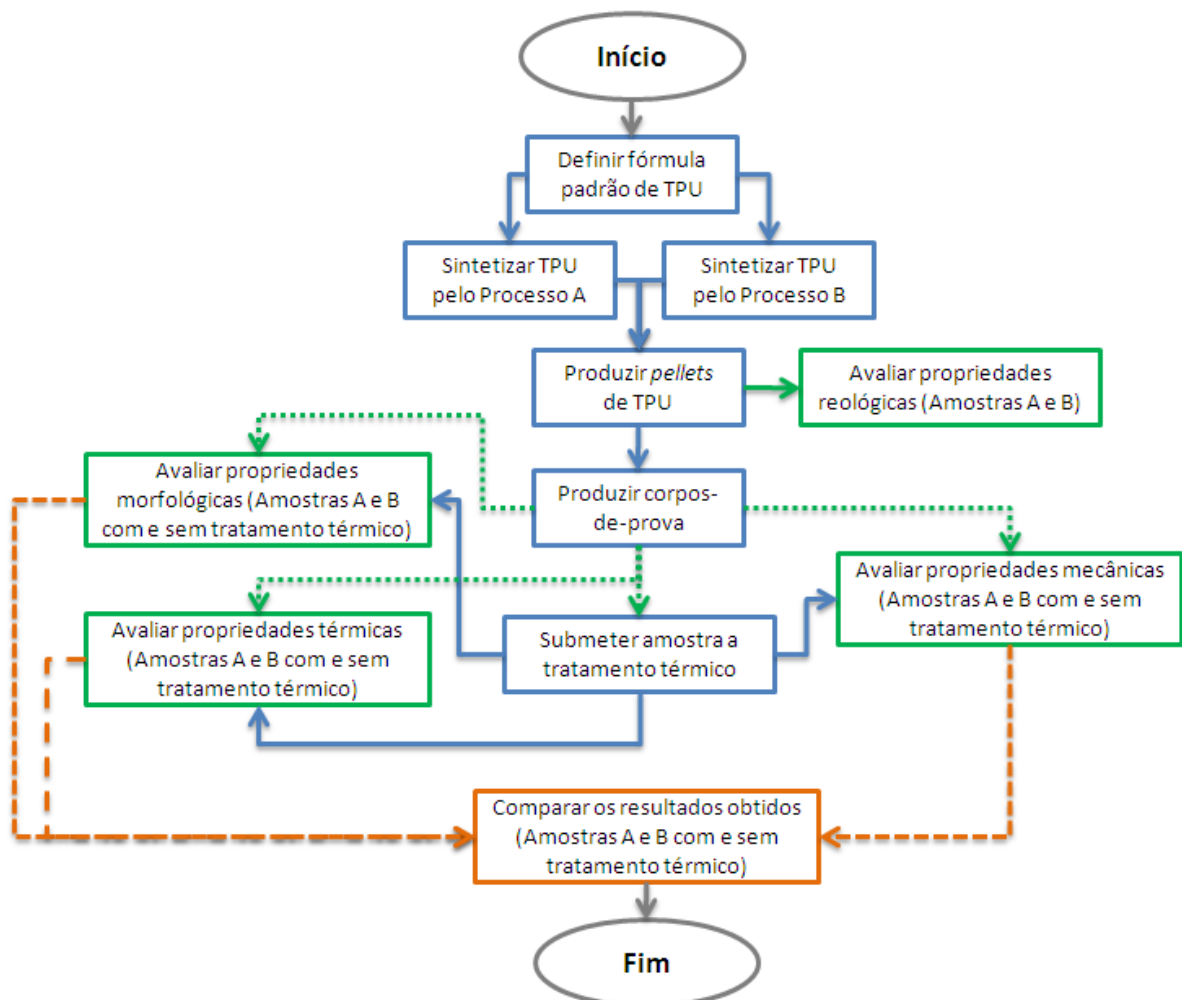 Início
Definir fórmula
padrão de TPU
Sintetizar TPU
pelo Processo A
Sintetizar TPU
pelo Processo B
Produzir pellets
de TPU
Avaliar propriedades
reológicas (Amostras A e B)
Avaliar propriedades
morfológicas (Amostras A e B
com e sem tratamento térmico)
Produzir corpos-
de-prova
Avaliar propriedades mecânicas
(Amostras A e B com e sem
tratamento térmico)
Avaliar propriedades térmicas
(Amostras A e B com e sem
tratamento térmico)
Submeter amostra a
tratamento térmico
Comparar os resultados obtidos
(Amostras A e B com e sem
tratamento térmico)
Fim